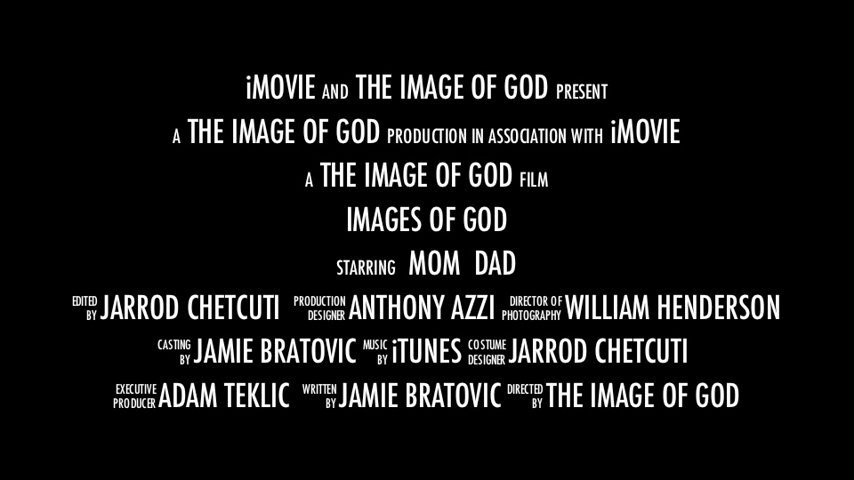 iMOVIE AND THE IMAGE OF GOD PRESENT
A THE IMAGE OF GOD PRODUCTION IN ASSOCIATION WITH iMOVIE
A THE IMAGE OF GOD FILM
IMAGES OF GOD
STARRING MOM DAD
EDITED BY JARROD CHETCUTI PRODUCTION DESIGNER ANTHONY AZZI DIRECTOR OF PHOTOGRAPHY WILLIAM HENDERSON
CASTING BY JAMIE BRATOVIC MUSIC BY iTUNES COSTUME DESIGNER JARROD CHETCUTI
EXECUTIVE PRODUCER ADAM TEKLIC WRITTEN BY JAMIE BRATOVIC DIRECTED BY THE IMAGE OF GOD